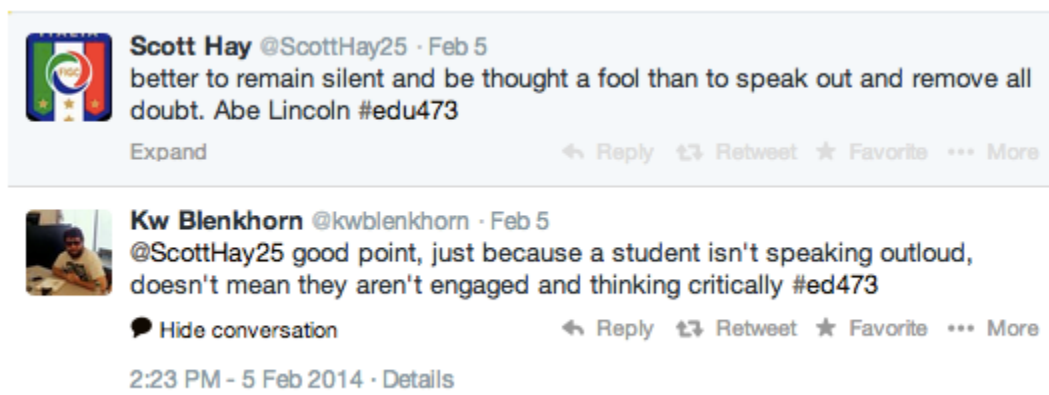 ITALIA
FIGC
Scott Hay @ScottHay25 · Feb 5
better to remain silent and be thought a fool than to speak out and remove all
doubt. Abe Lincoln #edu473
Expand Reply Retweet Favorite More
Kw Blenkhorn @kwblenkhorn · Feb 5
@ScottHay25 good point, just because a student isn't speaking outloud,
doesn't mean they aren't engaged and thinking critically #ed473
Hide conversation Reply Retweet Favorite More
2:23 PM - 5 Feb 2014 · Details